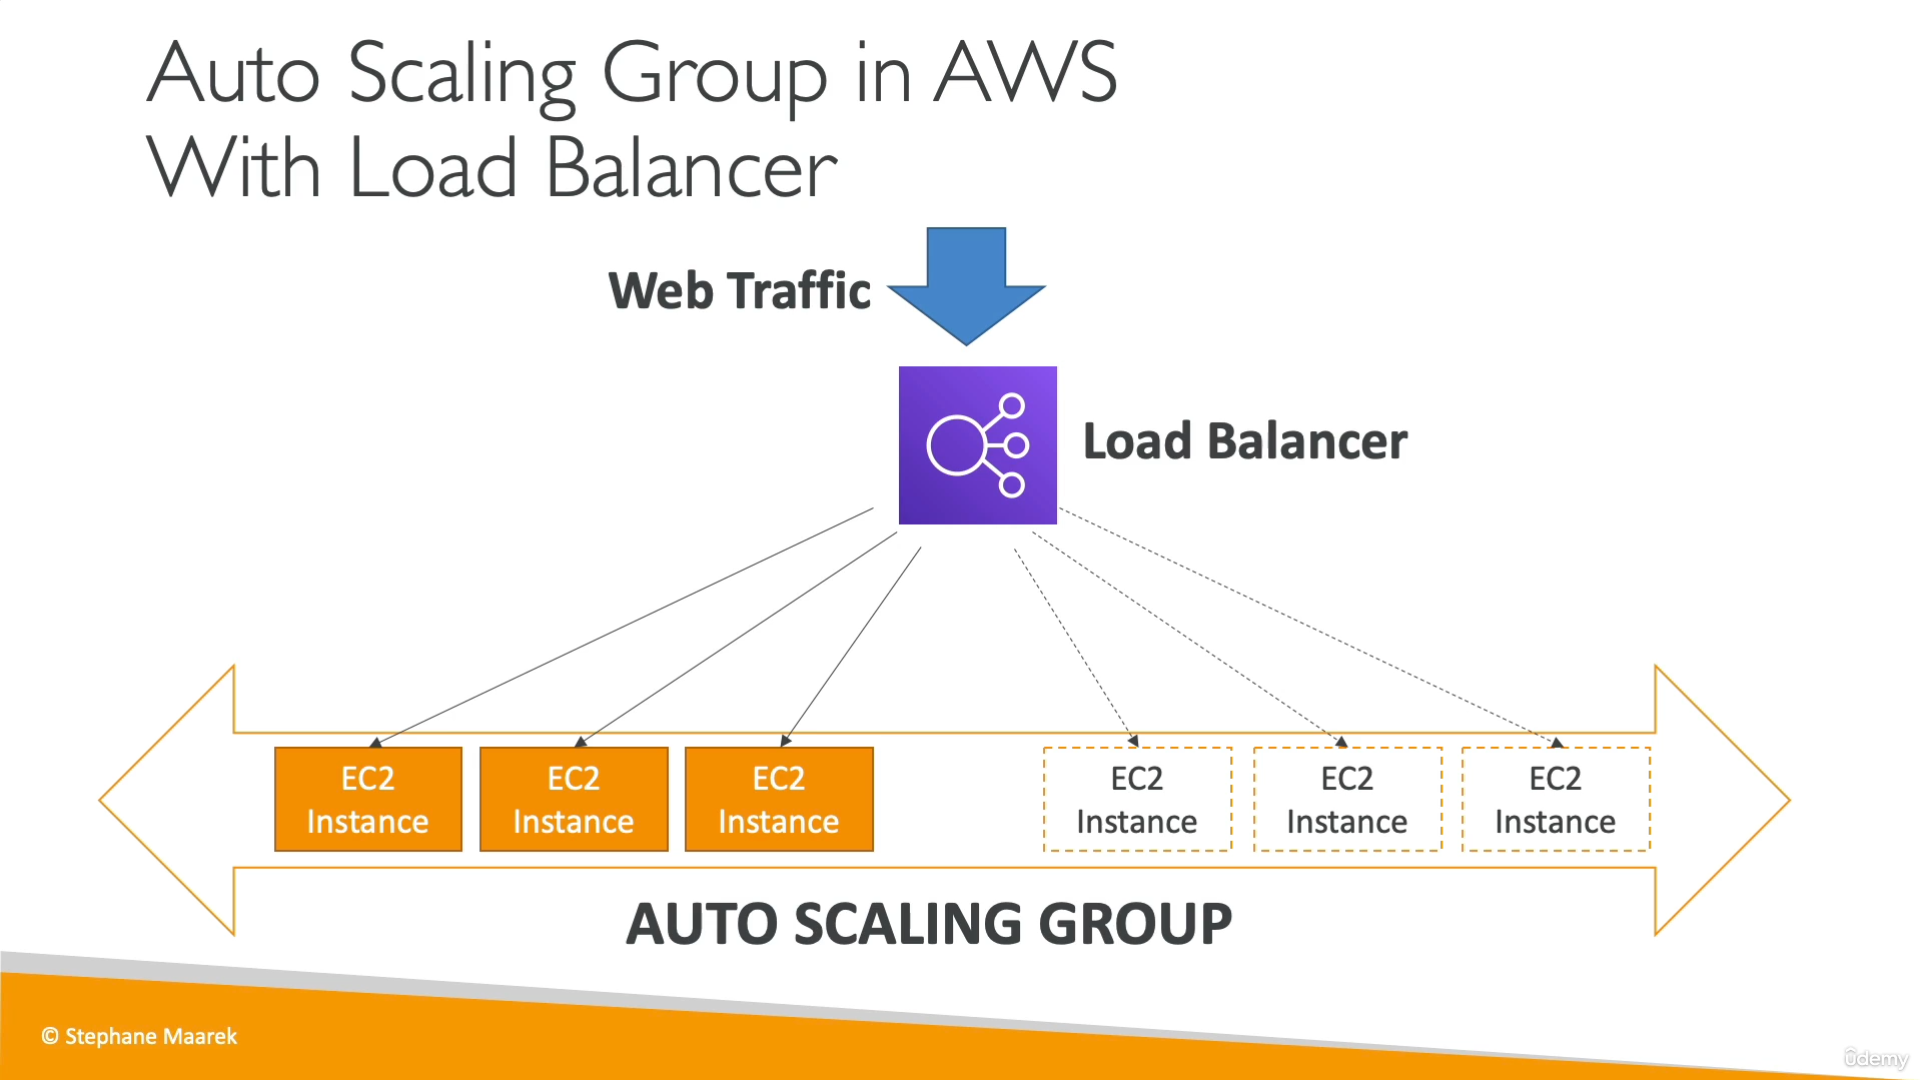 Auto Scaling Group in AWS
With Load Balancer
Web Traffic
Load Balancer
EC2
Instance
EC2
Instance
EC2
Instance
EC2
Instance
EC2
Instance
EC2
Instance
AUTO SCALING GROUP
© Stephane Maarek
ûdemy